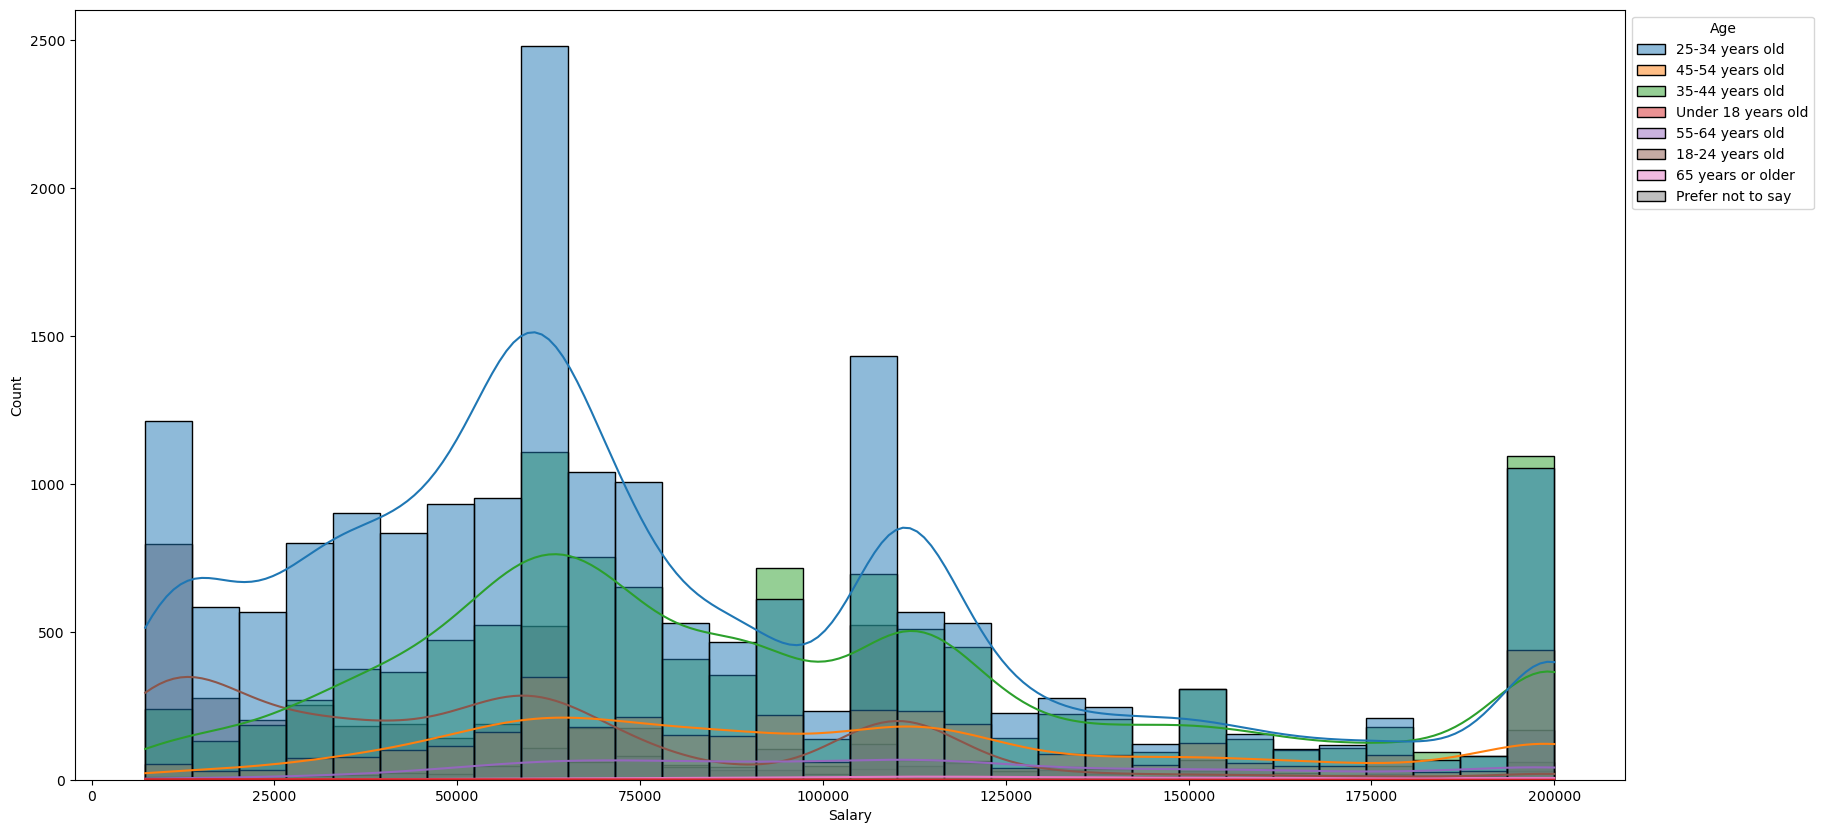 Age
25-34 years old
45-54 years old
35-44 years old
Under 18 years old
55-64 years old
18-24 years old
65 years or older
Prefer not to say
Count
2500
2000
1500
1000
500
0
0 25000 50000 75000 100000 125000 150000 175000 200000
Salary